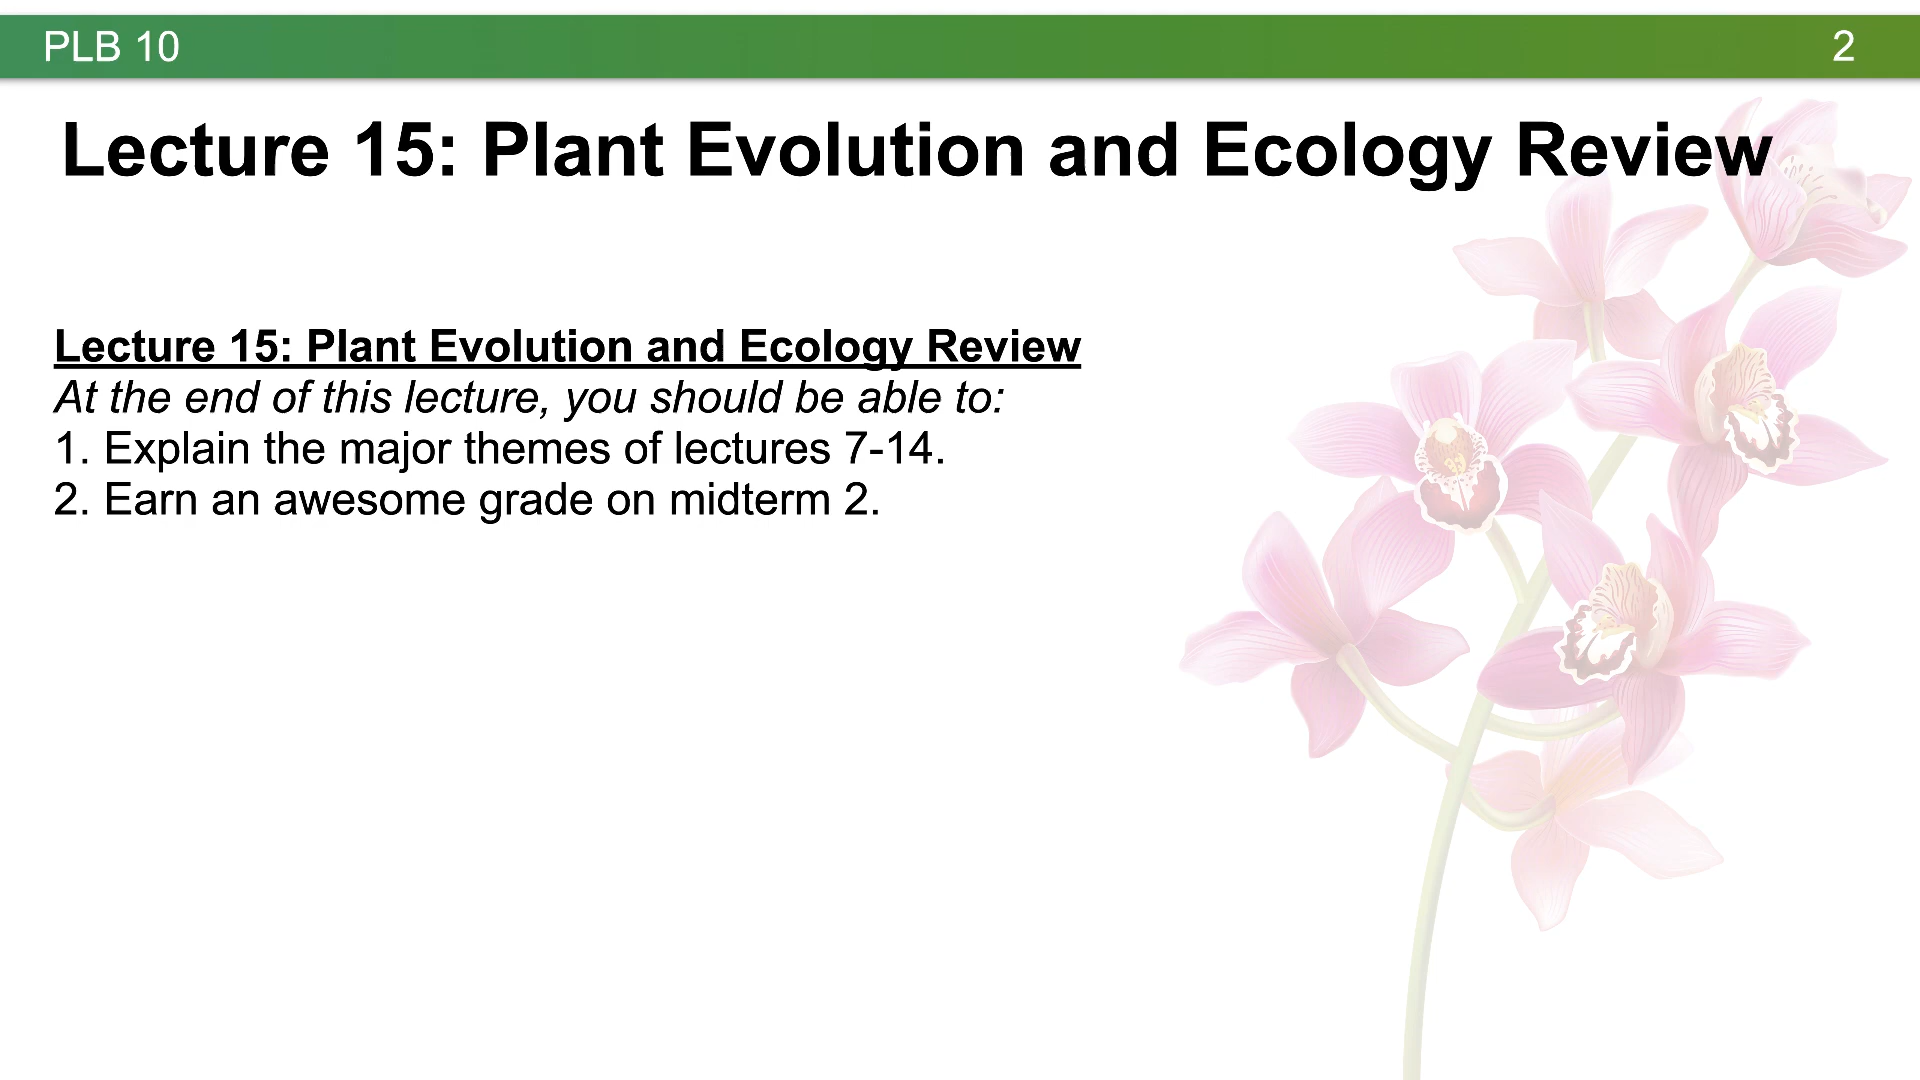 PLB 10
2
Lecture 15: Plant Evolution and Ecology Review
Lecture 15: Plant Evolution and Ecology Review
At the end of this lecture, you should be able to:
1. Explain the major themes of lectures 7-14.
2. Earn an awesome grade on midterm 2.